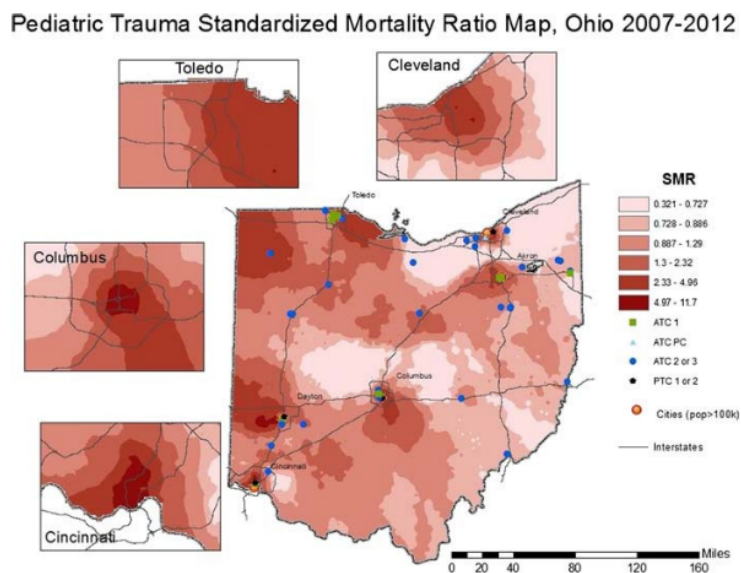 Pediatric Trauma Standardized Mortality Ratio Map, Ohio 2007-2012
Toledo
Cleveland
Columbus
Cincinnati
Toledo
Cleveland
Akron
Columbus
Dayton
Cincinnati
SMR
0.321 - 0.727
0.728 - 0.886
0.887 - 1.29
1.3 - 2.32
2.33 - 4.96
4.97 - 11.7
ATC 1
ATC PC
ATC 2 or 3
PTC 1 or 2
Cities (pop>100k)
Interstates
Miles
0 20 40 80 120 160